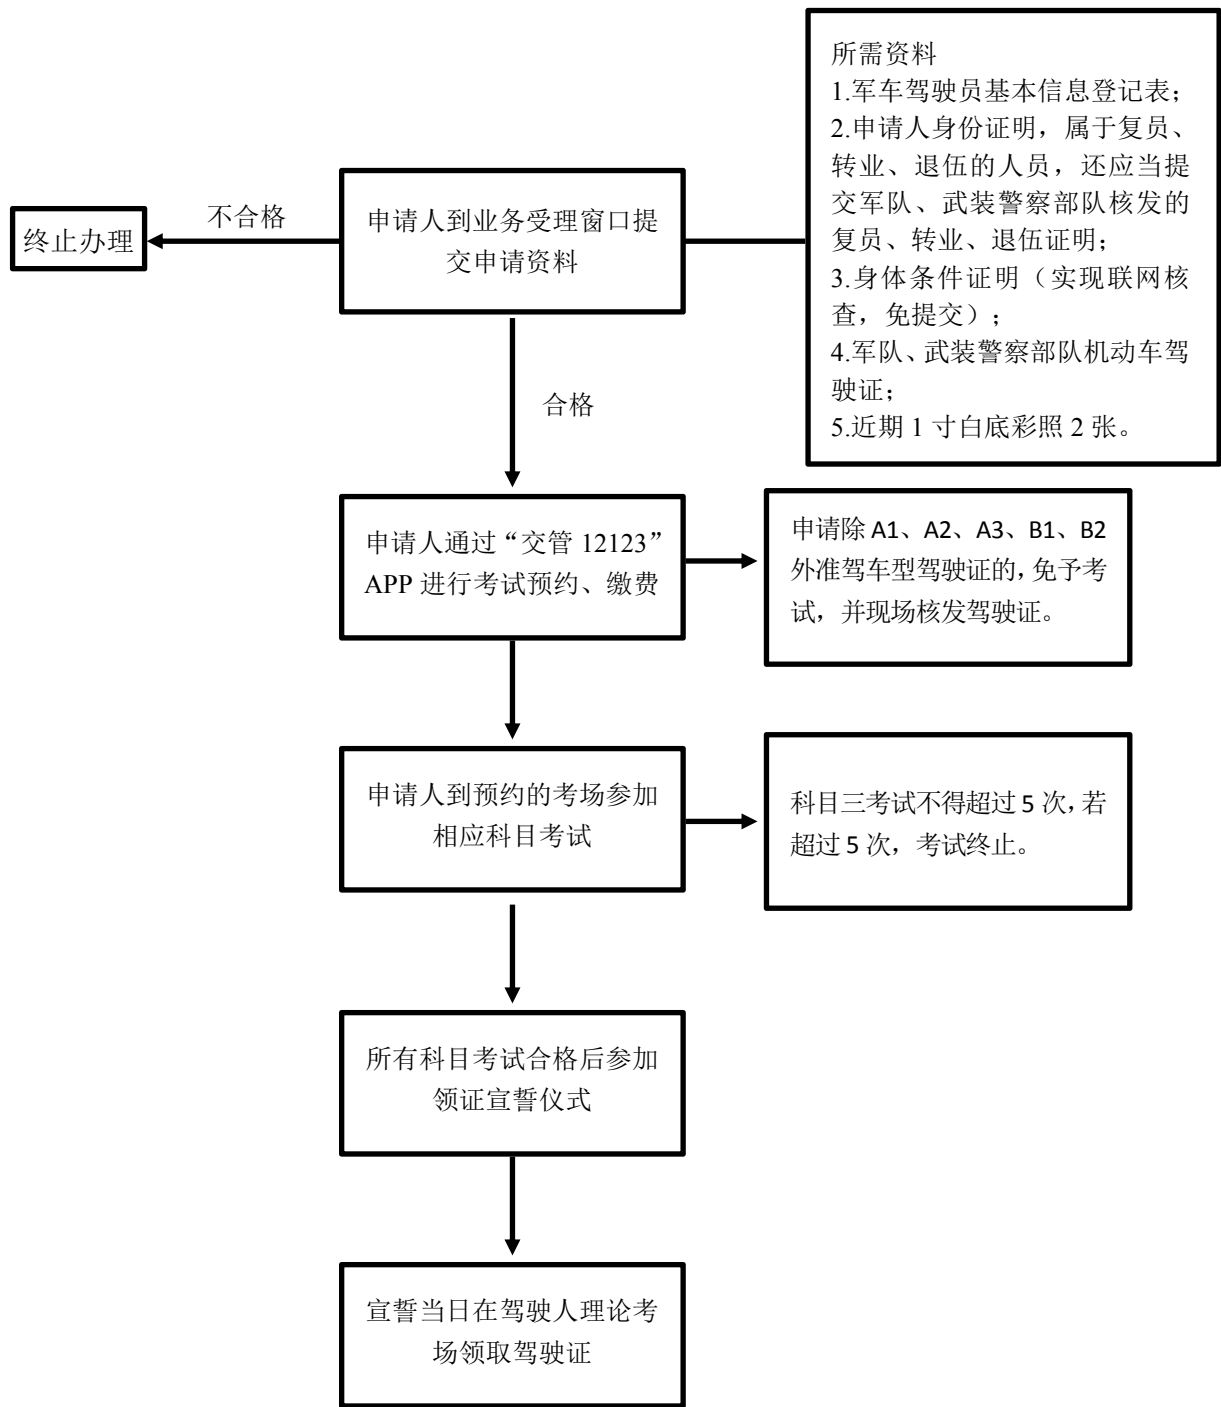 所需资料
1.军车驾驶员基本信息登记表；
2.申请人身份证明，属于复员、
转业、退伍的人员，还应当提
交军队、武装警察部队核发的
复员、转业、退伍证明；
3.身体条件证明（实现联网核
查，免提交）；
4.军队、武装警察部队机动车驾
驶证；
5.近期 1 寸白底彩照 2 张。
申请人到业务受理窗口提
交申请资料
不合格
终止办理
合格
申请人通过“交管 12123”
APP 进行考试预约、缴费
申请除 A1、A2、A3、B1、B2
外准驾车型驾驶证的，免予考
试，并现场核发驾驶证。
申请人到预约的考场参加
相应科目考试
科目三考试不得超过 5 次，若
超过 5 次，考试终止。
所有科目考试合格后参加
领证宣誓仪式
宣誓当日在驾驶人理论考
场领取驾驶证